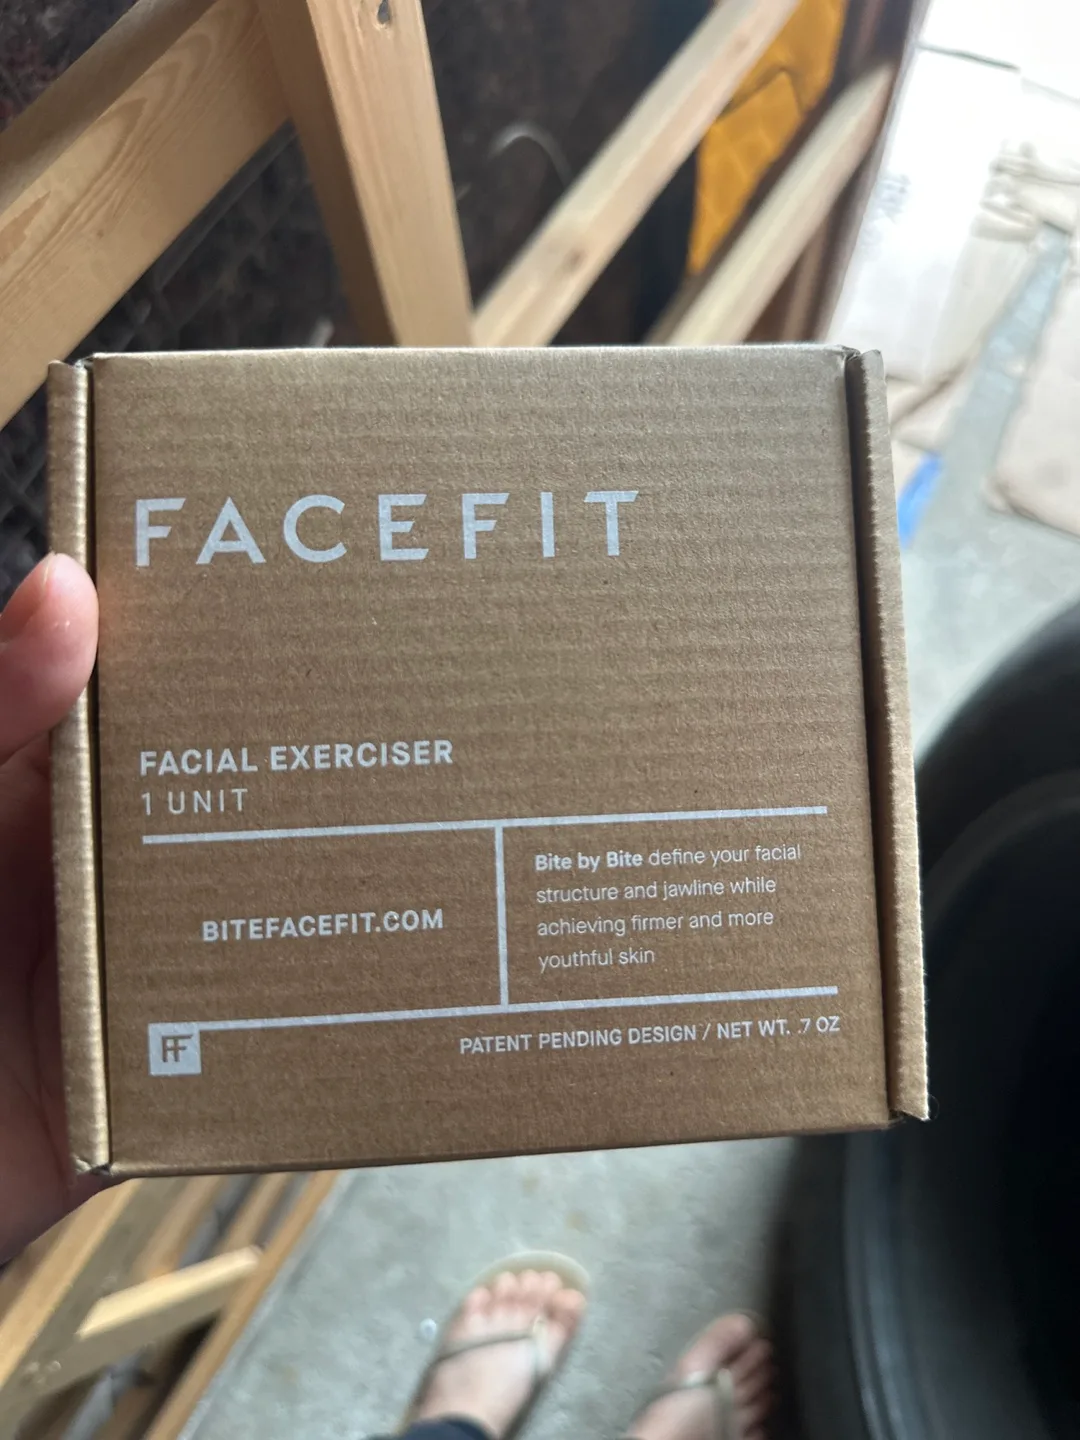 FACEFIT
FACIAL EXERCISER
1 UNIT
BITEFACEFIT.COM
Bite by Bite define your facial
structure and jawline while
achieving firmer and more
youthful skin
FF
PATENT PENDING DESIGN / NET WT. .7 OZ